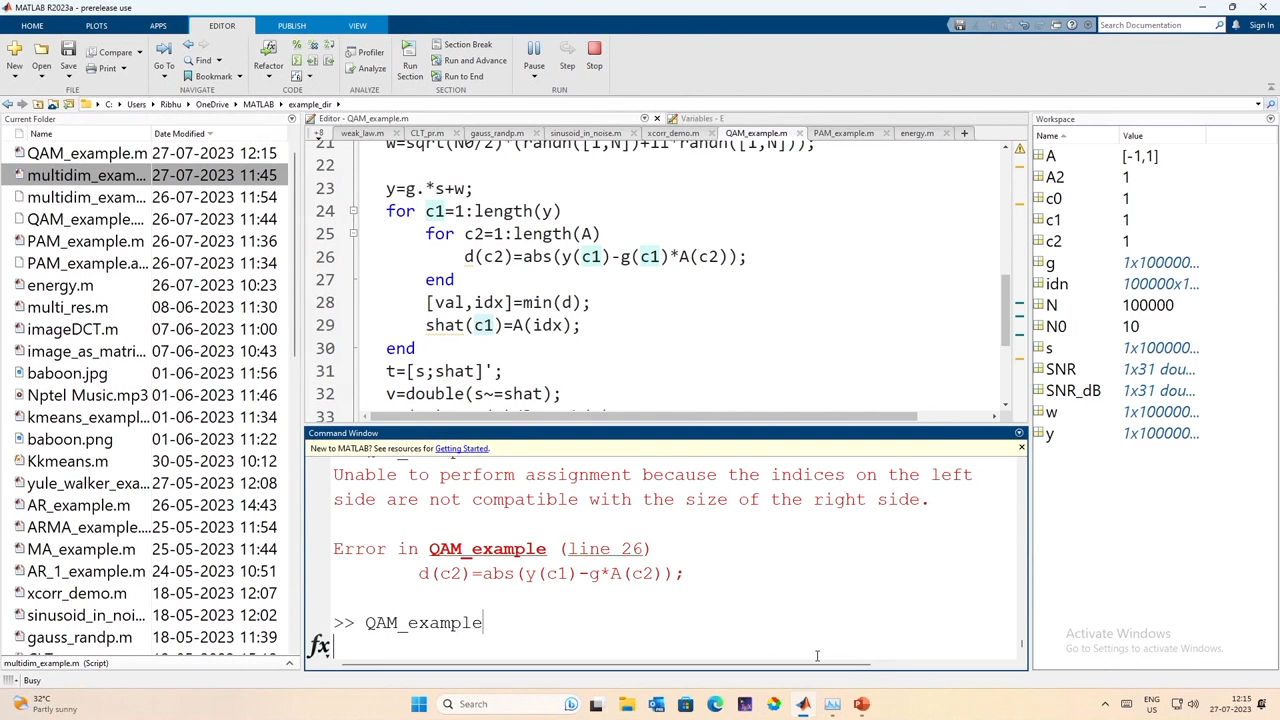 MATLAB R2023a - prerelease use
HOME PLOTS APPS EDITOR PUBLISH VIEW
Search Documentation
Sign In
New Open Save Compare Print Go To Find Bookmark Refactor Profiler Analyze Run Section Section Break Run and Advance Run to End Pause Step Stop
FILE NAVIGATE CODE ANALYZE SECTION RUN
C: Users Ribhu OneDrive MATLAB example_dir
Current Folder
Name Date Modified
QAM_example.m 27-07-2023 12:15
multidim_exam... 27-07-2023 11:45
multidim_exam... 26-07-2023 11:54
QAM_example.... 26-07-2023 11:44
PAM_example.m 26-07-2023 11:36
PAM_example.a... 26-07-2023 11:34
energy.m 26-07-2023 10:23
multi_res.m 08-06-2023 11:30
imageDCT.m 07-06-2023 11:00
image_as_matri... 07-06-2023 10:43
baboon.jpg 01-06-2023 11:56
Nptel Music.mp3 01-06-2023 11:46
kmeans_exampl... 01-06-2023 11:34
baboon.png 01-06-2023 11:22
Kkmeans.m 30-05-2023 10:12
yule_walker_exa... 31-05-2023 12:08
AR_example.m 26-05-2023 14:43
ARMA_example.... 25-05-2023 11:54
MA_example.m 25-05-2023 11:44
AR_1_example.m 24-05-2023 10:51
xcorr_demo.m 18-05-2023 12:07
sinusoid_in_noi... 18-05-2023 12:02
gauss_randp.m 18-05-2023 11:39
multidim_example.m (Script)
Busy
Editor - QAM_example.m
Variables - E
+8 weak_law.m CLT_pr.m gauss_randp.m sinusoid_in_noise.m xcorr_demo.m QAM_example.m PAM_example.m energy.m
21 w=sqrt(N0/2)*(randn([1,N])+1i*randn([1,N]));
22
23 y=g.*s+w;
24 for c1=1:length(y)
25 for c2=1:length(A)
26 d(c2)=abs(y(c1)-g(c1)*A(c2));
27 end
28 [val,idx]=min(d);
29 shat(c1)=A(idx);
30 end
31 t=[s;shat]';
32 v=double(s~=shat);
33
Command Window
New to MATLAB? See resources for Getting Started.
Unable to perform assignment because the indices on the left
side are not compatible with the size of the right side.
Error in QAM_example (line 26)
d(c2)=abs(y(c1)-g*A(c2));
>> QAM_example
fx
Workspace
Name Value
A [-1,1]
A2 1
c0 1
c1 1
c2 1
g 1x100000...
idn 100000x1...
N 100000
N0 10
s 1x100000...
SNR 1x31 dou...
SNR_dB 1x31 dou...
w 1x100000...
y 1x100000...
Activate Windows
Go to Settings to activate Windows.
32°C
Partly sunny
Search
ENG
US
12:15
27-07-2023